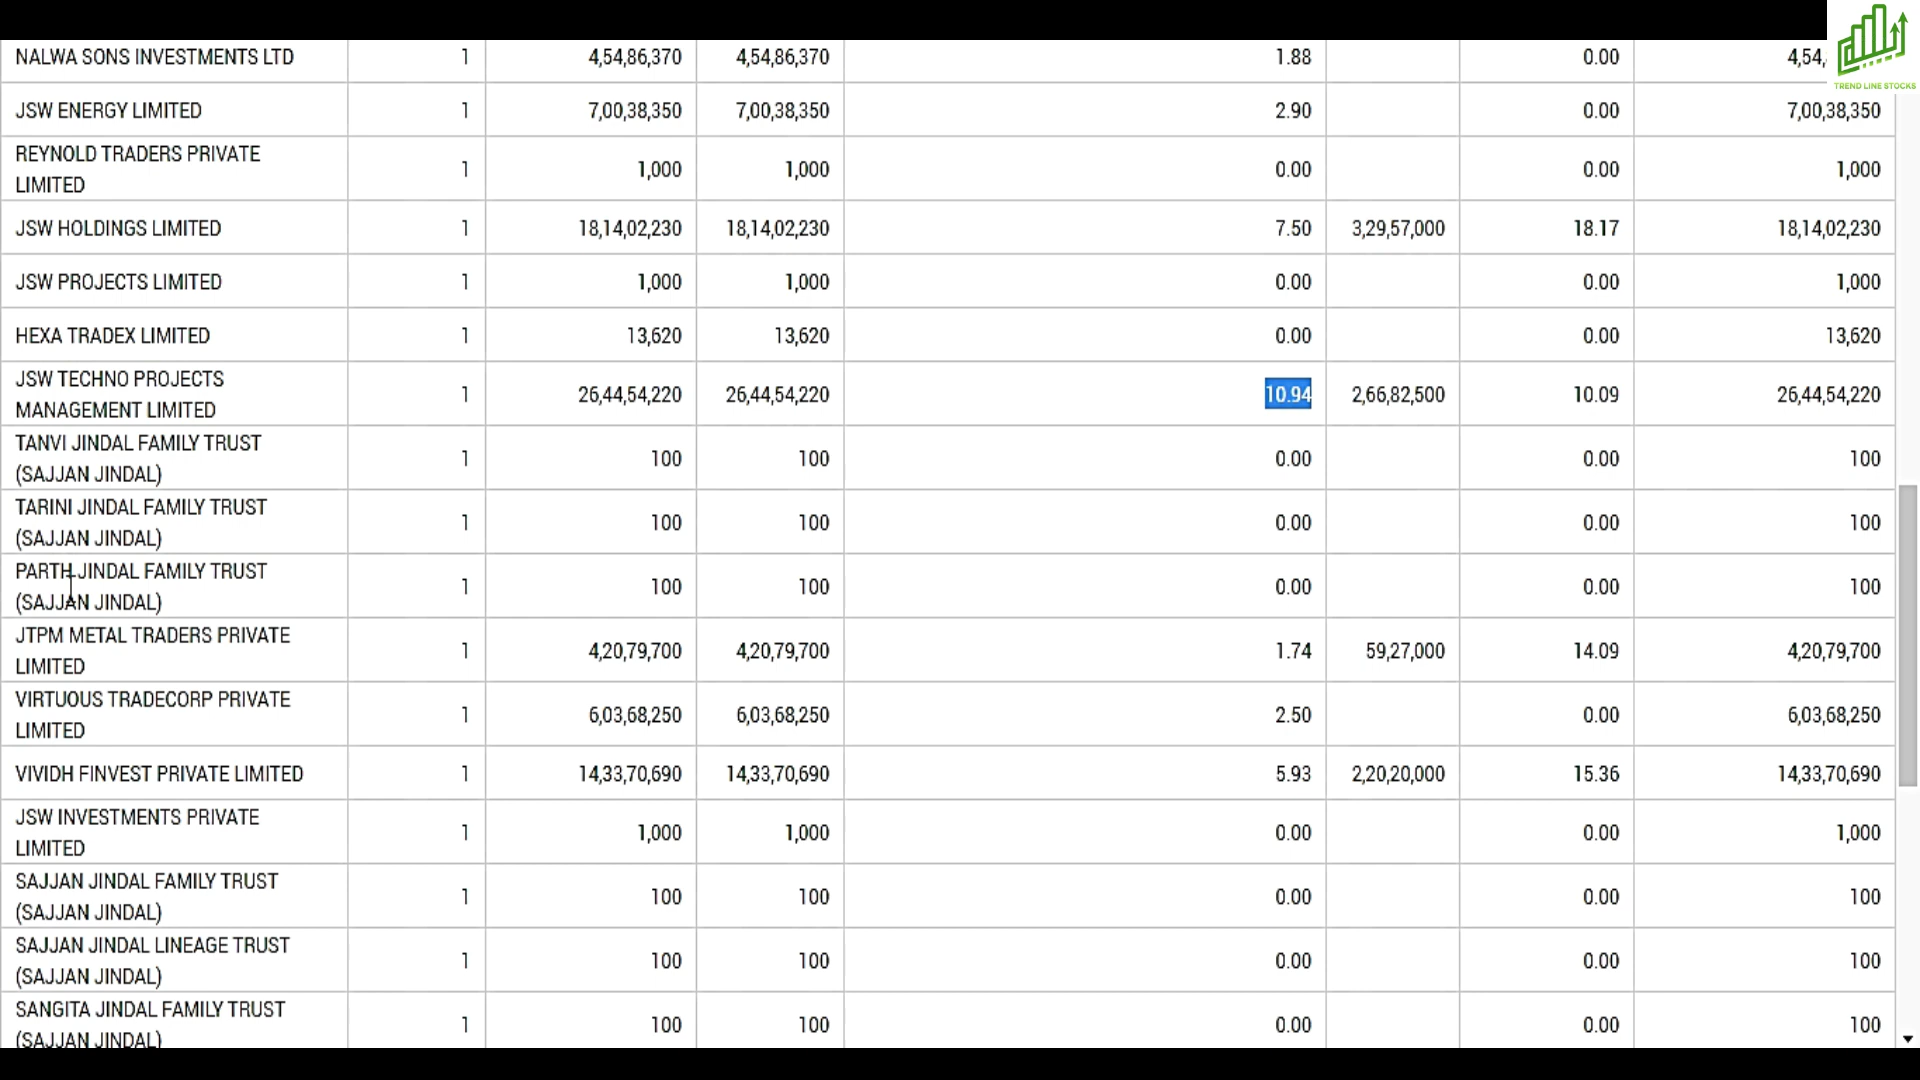 NALWA SONS INVESTMENTS LTD 1 4,54,86,370 4,54,86,370 1.88 0.00 4,54,
TREND LINE STOCKS
JSW ENERGY LIMITED 1 7,00,38,350 7,00,38,350 2.90 0.00 7,00,38,350
REYNOLD TRADERS PRIVATE
LIMITED 1 1,000 1,000 0.00 0.00 1,000
JSW HOLDINGS LIMITED 1 18,14,02,230 18,14,02,230 7.50 3,29,57,000 18.17 18,14,02,230
JSW PROJECTS LIMITED 1 1,000 1,000 0.00 0.00 1,000
HEXA TRADEX LIMITED 1 13,620 13,620 0.00 0.00 13,620
JSW TECHNO PROJECTS
MANAGEMENT LIMITED 1 26,44,54,220 26,44,54,220 10.94 2,66,82,500 10.09 26,44,54,220
TANVI JINDAL FAMILY TRUST
(SAJJAN JINDAL) 1 100 100 0.00 0.00 100
TARINI JINDAL FAMILY TRUST
(SAJJAN JINDAL) 1 100 100 0.00 0.00 100
PARTH JINDAL FAMILY TRUST
(SAJJAN JINDAL) 1 100 100 0.00 0.00 100
JTPM METAL TRADERS PRIVATE
LIMITED 1 4,20,79,700 4,20,79,700 1.74 59,27,000 14.09 4,20,79,700
VIRTUOUS TRADECORP PRIVATE
LIMITED 1 6,03,68,250 6,03,68,250 2.50 0.00 6,03,68,250
VIVIDH FINVEST PRIVATE LIMITED 1 14,33,70,690 14,33,70,690 5.93 2,20,20,000 15.36 14,33,70,690
JSW INVESTMENTS PRIVATE
LIMITED 1 1,000 1,000 0.00 0.00 1,000
SAJJAN JINDAL FAMILY TRUST
(SAJJAN JINDAL) 1 100 100 0.00 0.00 100
SAJJAN JINDAL LINEAGE TRUST
(SAJJAN JINDAL) 1 100 100 0.00 0.00 100
SANGITA JINDAL FAMILY TRUST
(SAJJAN JINDAL) 1 100 100 0.00 0.00 100